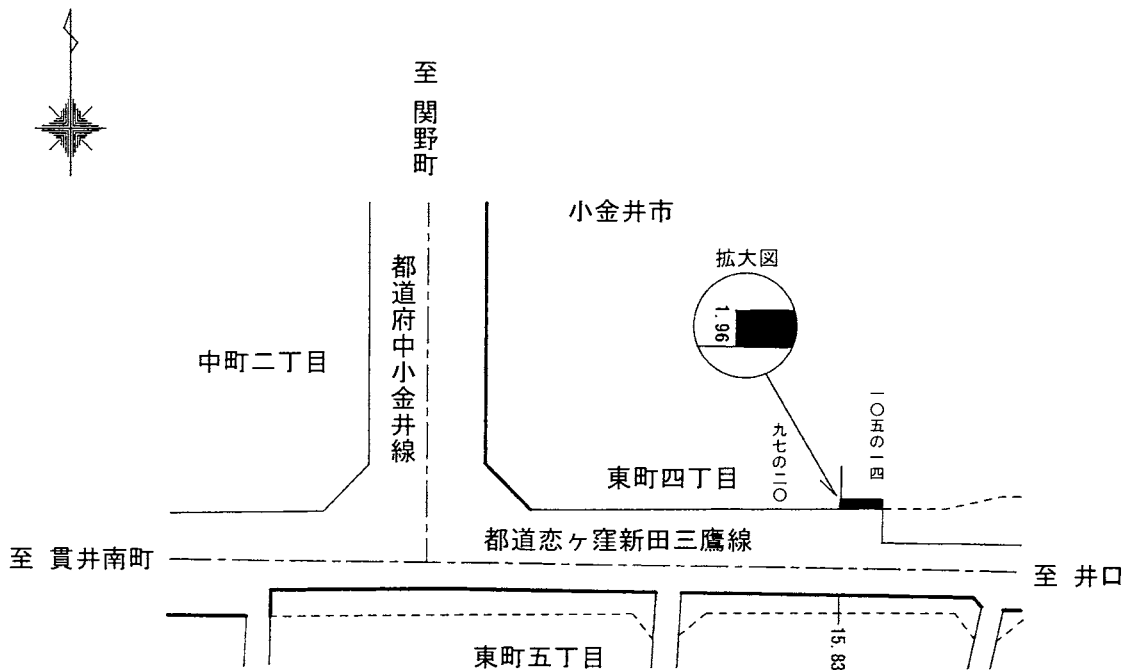 至 関野町
小金井市
拡大図
1.96
都道府中小金井線
中町二丁目
一〇五の一四
九七の二〇
東町四丁目
都道恋ヶ窪新田三鷹線
至 貫井南町
至 井口
15.82
東町五丁目